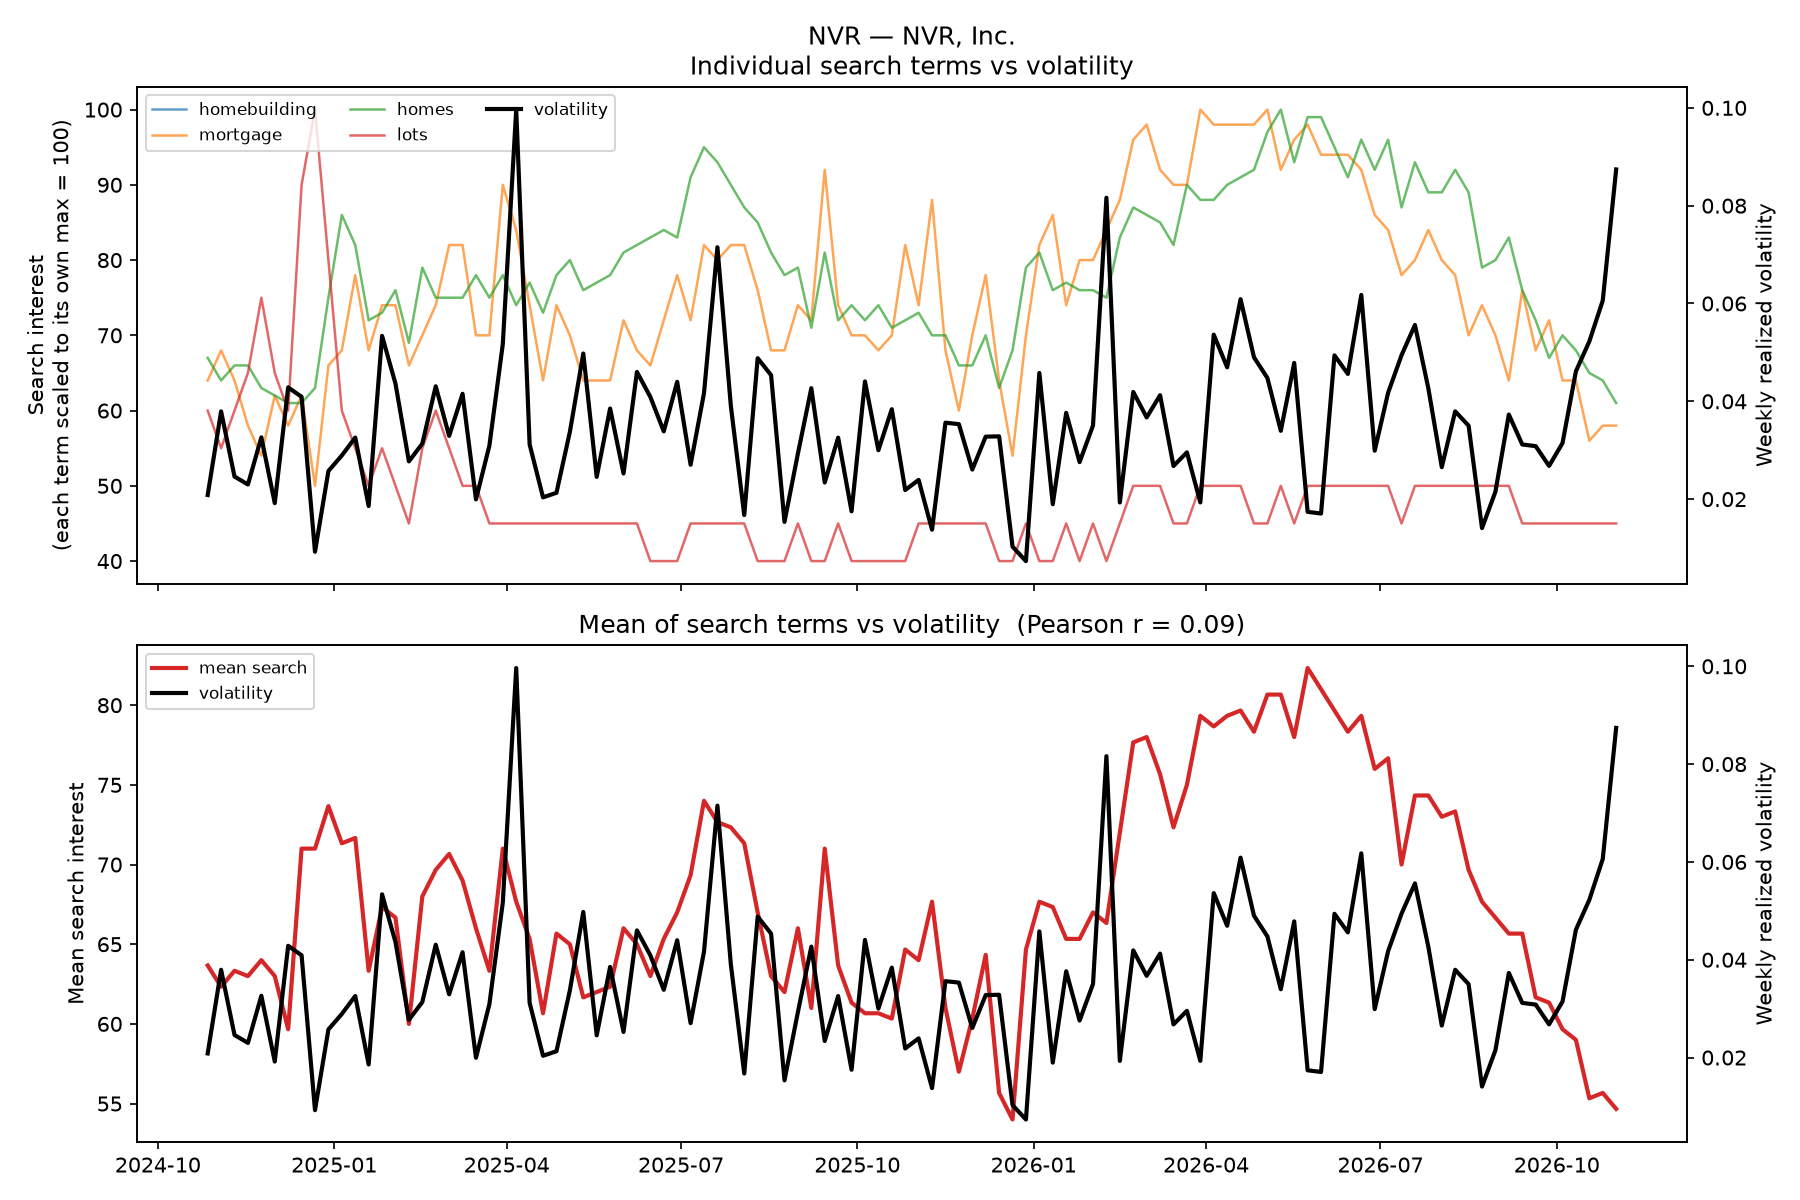 NVR — NVR, Inc.
Individual search terms vs volatility
homebuilding
mortgage
homes
lots
volatility
Search interest
(each term scaled to its own max = 100)
100
90
80
70
60
50
40
0.10
0.08
0.06
0.04
0.02
Weekly realized volatility
Mean of search terms vs volatility (Pearson r = 0.09)
mean search
volatility
Mean search interest
80
75
70
65
60
55
0.10
0.08
0.06
0.04
0.02
Weekly realized volatility
2024-10 2025-01 2025-04 2025-07 2025-10 2026-01 2026-04 2026-07 2026-10